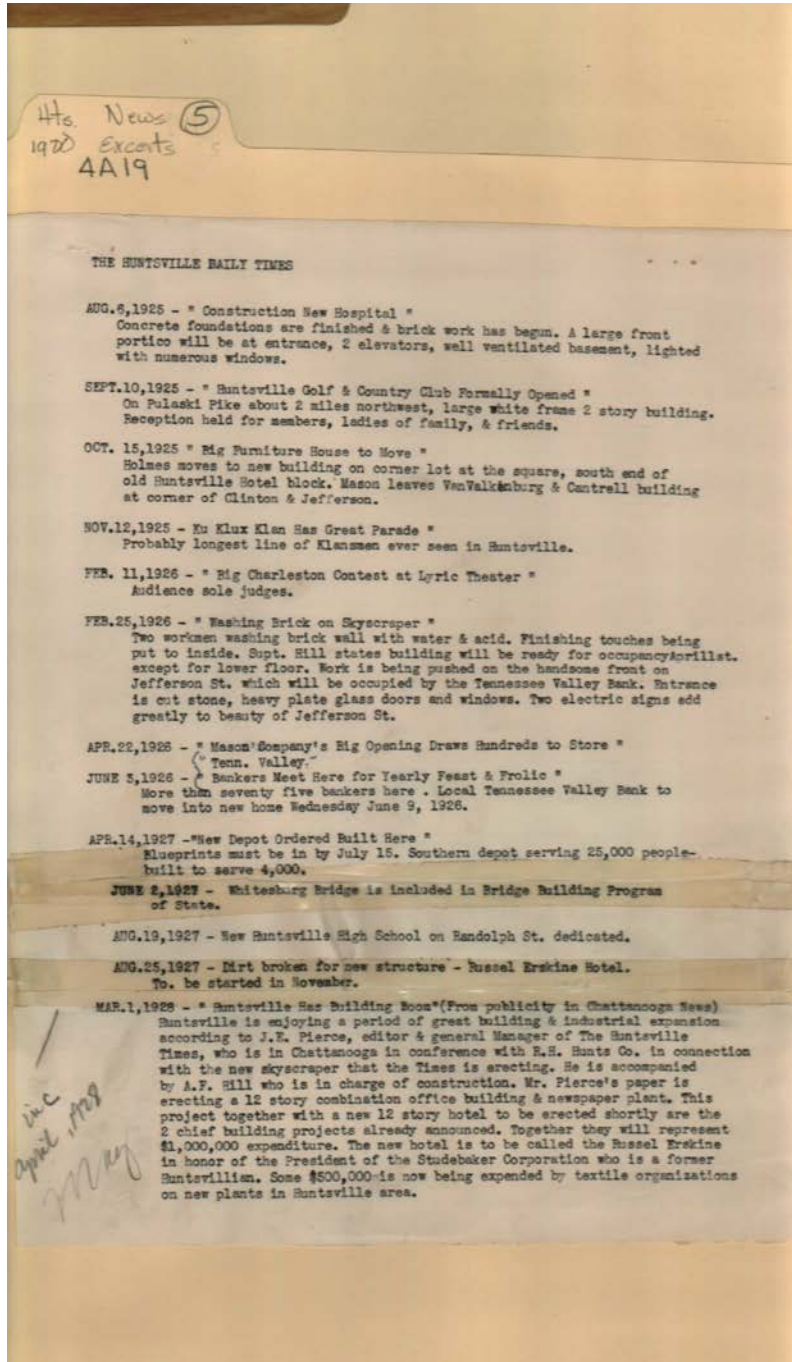 Hts. News 5
1920 Excerts
4A19
THE HUNTSVILLE DAILY TIMES
AUG.6,1925 - " Construction New Hospital "
Concrete foundations are finished & brick work has begun. A large front
portico will be at entrance, 2 elevators, well ventilated basement, lighted
with numerous windows.
SEPT.10,1925 - " Huntsville Golf & Country Club Formally Opened "
On Pulaski Pike about 2 miles northwest, large white frame 2 story building.
Reception held for members, ladies of family, & friends.
OCT. 15,1925 " Big Furniture House to Move "
Holmes moves to new building on corner lot at the square, south end of
old Huntsville Hotel block. Mason leaves VanValkenburg & Cantrell building
at corner of Clinton & Jefferson.
NOV.12,1925 - Ku Klux Klan Has Great Parade "
Probably longest line of Klansmen ever seen in Huntsville.
FEB. 11,1926 - " Big Charleston Contest at Lyric Theater "
Audience sole judges.
FEB.25,1926 - " Washing Brick on Skyscraper "
Two workmen washing brick wall with water & acid. Finishing touches being
put to inside. Supt. Hill states building will be ready for occupancyApril1st.
except for lower floor. Work is being pushed on the handsome front on
Jefferson St. which will be occupied by the Tennessee Valley Bank. Entrance
is cut stone, heavy plate glass doors and windows. Two electric signs add
greatly to beauty of Jefferson St.
APR.22,1926 - " Mason Company's Big Opening Draws Hundreds to Store "
" Tenn. Valley.
JUNE 3,1926 - " Bankers Meet Here for Yearly Feast & Frolic "
More than seventy five bankers here . Local Tennessee Valley Bank to
move into new home Wednesday June 9, 1926.
APR.14,1927 -"New Depot Ordered Built Here "
Blueprints must be in by July 15. Southern depot serving 25,000 people-
built to serve 4,000.
JUNE 2,1927 - Whitesburg Bridge is included in Bridge Building Program
of State.
AUG.19,1927 - New Huntsville High School on Randolph St. dedicated.
AUG.25,1927 - Dirt broken for new structure - Russel Erskine Hotel.
To. be started in November.
MAR.1,1928 - " Huntsville Has Building Boom"(From publicity in Chattanooga News)
Huntsville is enjoying a period of great building & industrial expansion
according to J.E. Pierce, editor & general Manager of The Huntsville
Times, who is in Chattanooga in conference with R.H. Hunts Co. in connection
with the new skyscraper that the Times is erecting. He is accompanied
by A.F. Hill who is in charge of construction. Mr. Pierce's paper is
erecting a 12 story combination office building & newspaper plant. This
project together with a new 12 story hotel to be erected shortly are the
2 chief building projects already announced. Together they will represent
$1,000,000 expenditure. The new hotel is to be called the Russel Erskine
in honor of the President of the Studebaker Corporation who is a former
Huntsvillian. Some $500,000 is now being expended by textile organizations
on new plants in Huntsville area.
April, 1928